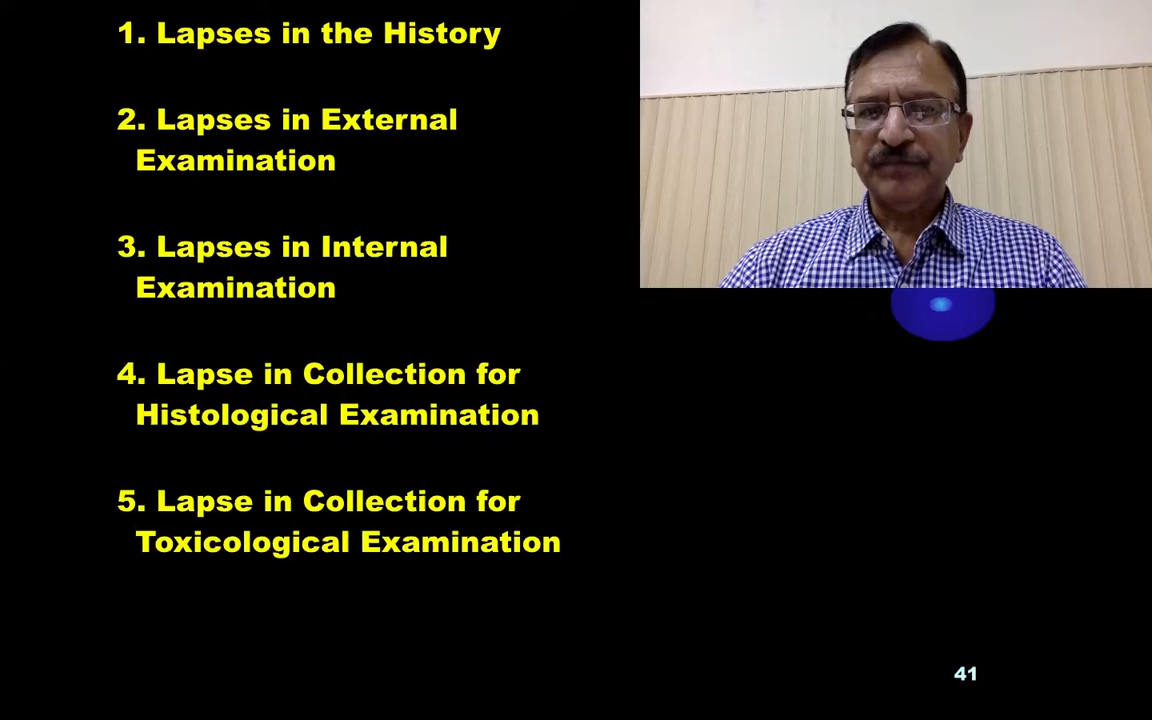 1. Lapses in the History
2. Lapses in External
Examination
3. Lapses in Internal
Examination
4. Lapse in Collection for
Histological Examination
5. Lapse in Collection for
Toxicological Examination
41